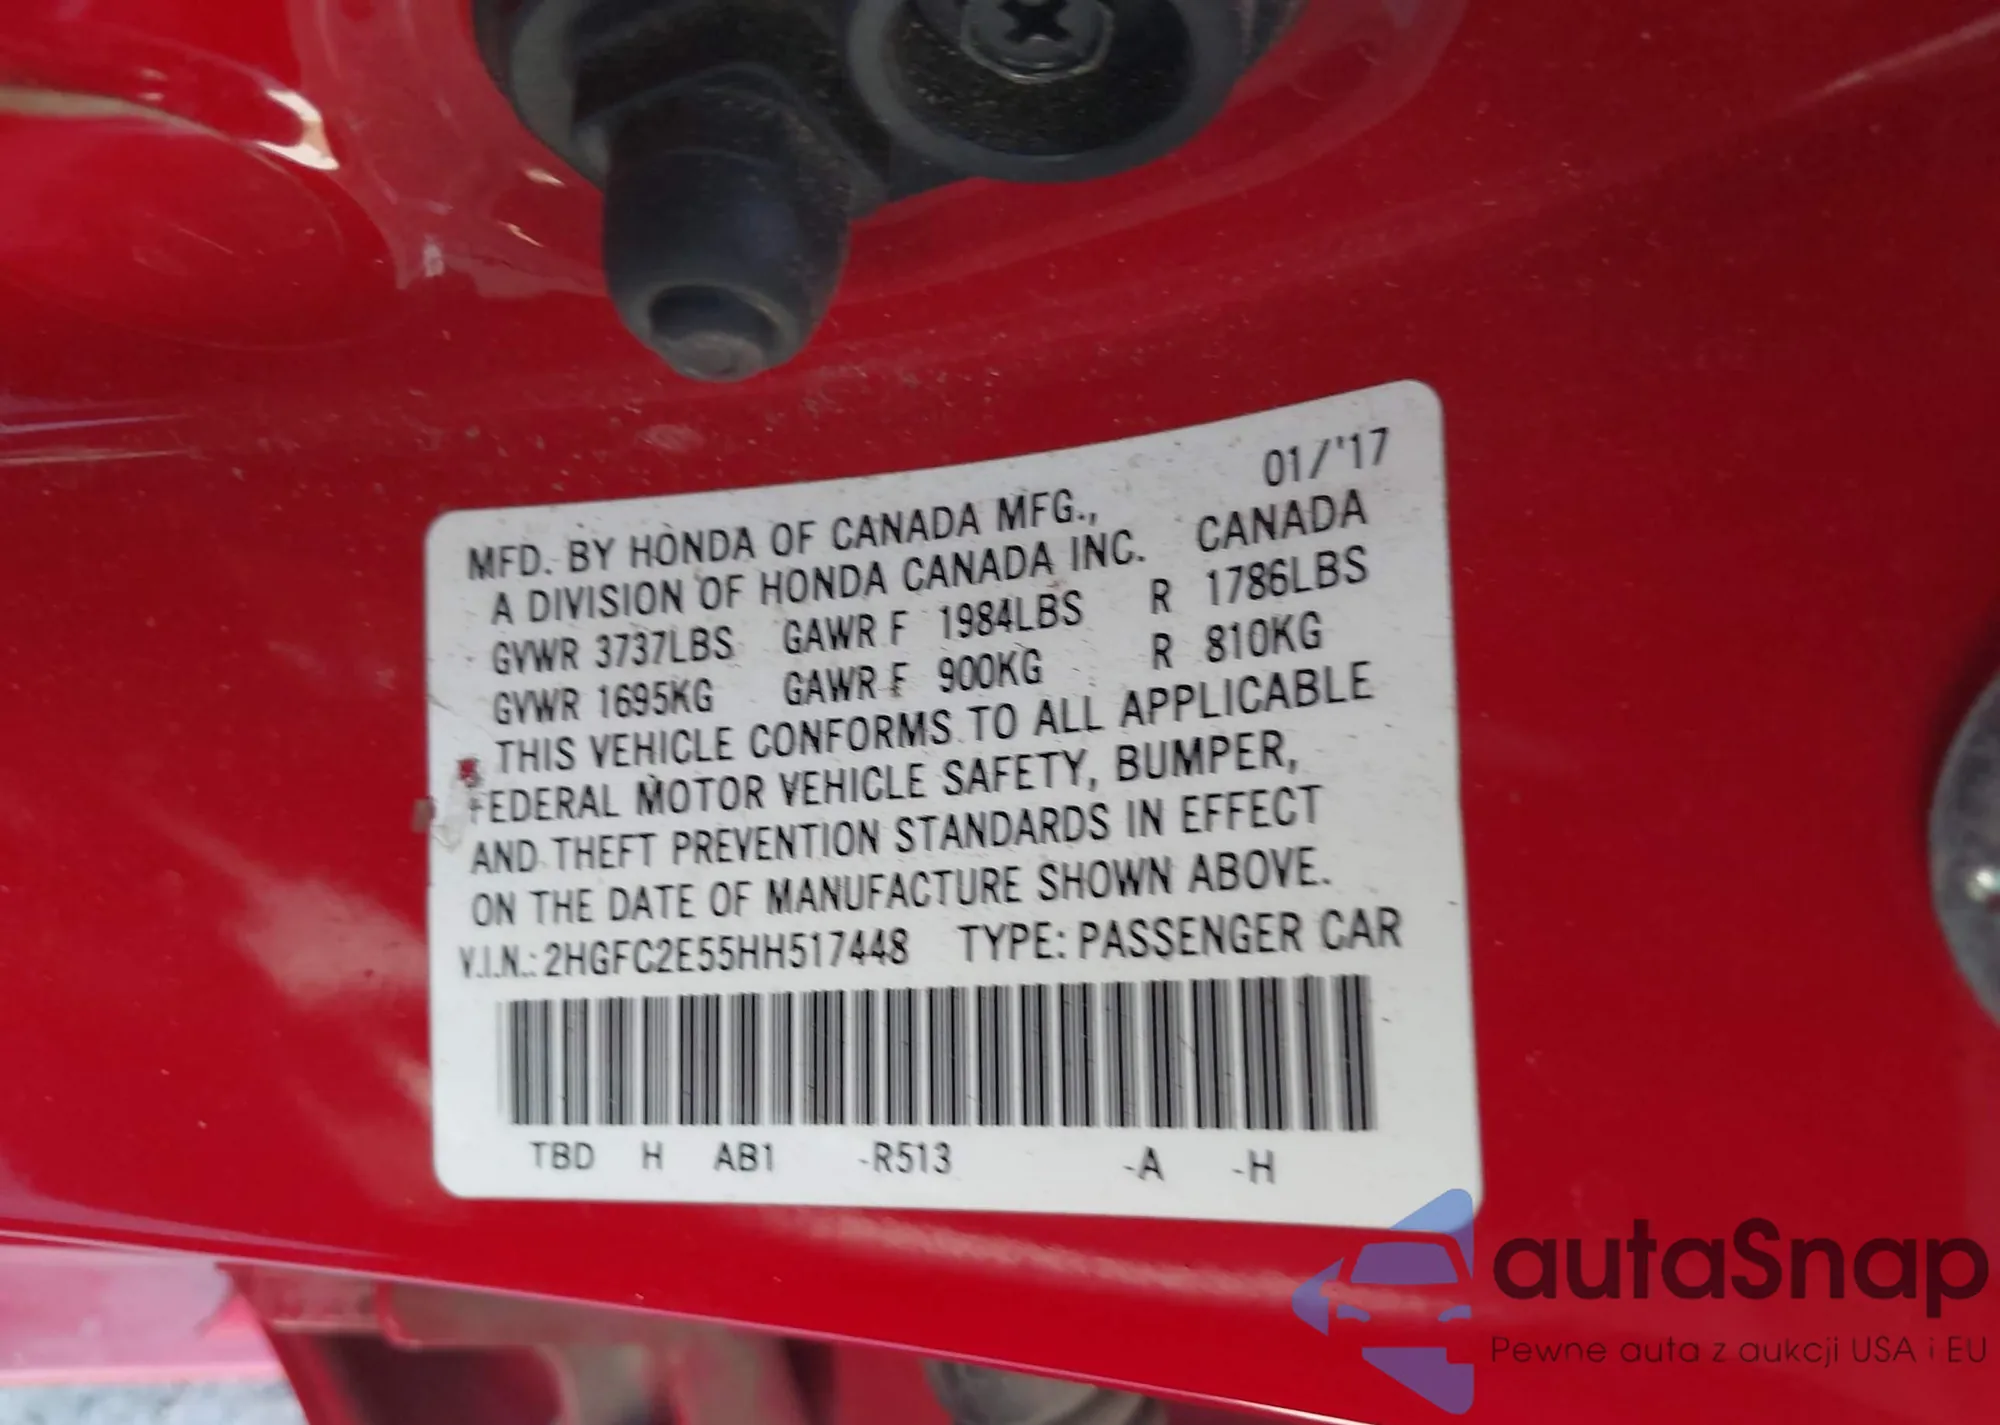 01/'17
MFD. BY HONDA OF CANADA MFG.,
A DIVISION OF HONDA CANADA INC. CANADA
GVWR 3737LBS GAWR F 1984LBS R 1786LBS
GVWR 1695KG GAWR F 900KG R 810KG
THIS VEHICLE CONFORMS TO ALL APPLICABLE
FEDERAL MOTOR VEHICLE SAFETY, BUMPER,
AND THEFT PREVENTION STANDARDS IN EFFECT
ON THE DATE OF MANUFACTURE SHOWN ABOVE.
V.I.N.: 2HGFC2E55HH517448 TYPE: PASSENGER CAR
TBD H AB1 -R513 -A -H
autaSnap
Pewne auta z aukcji USA i EU